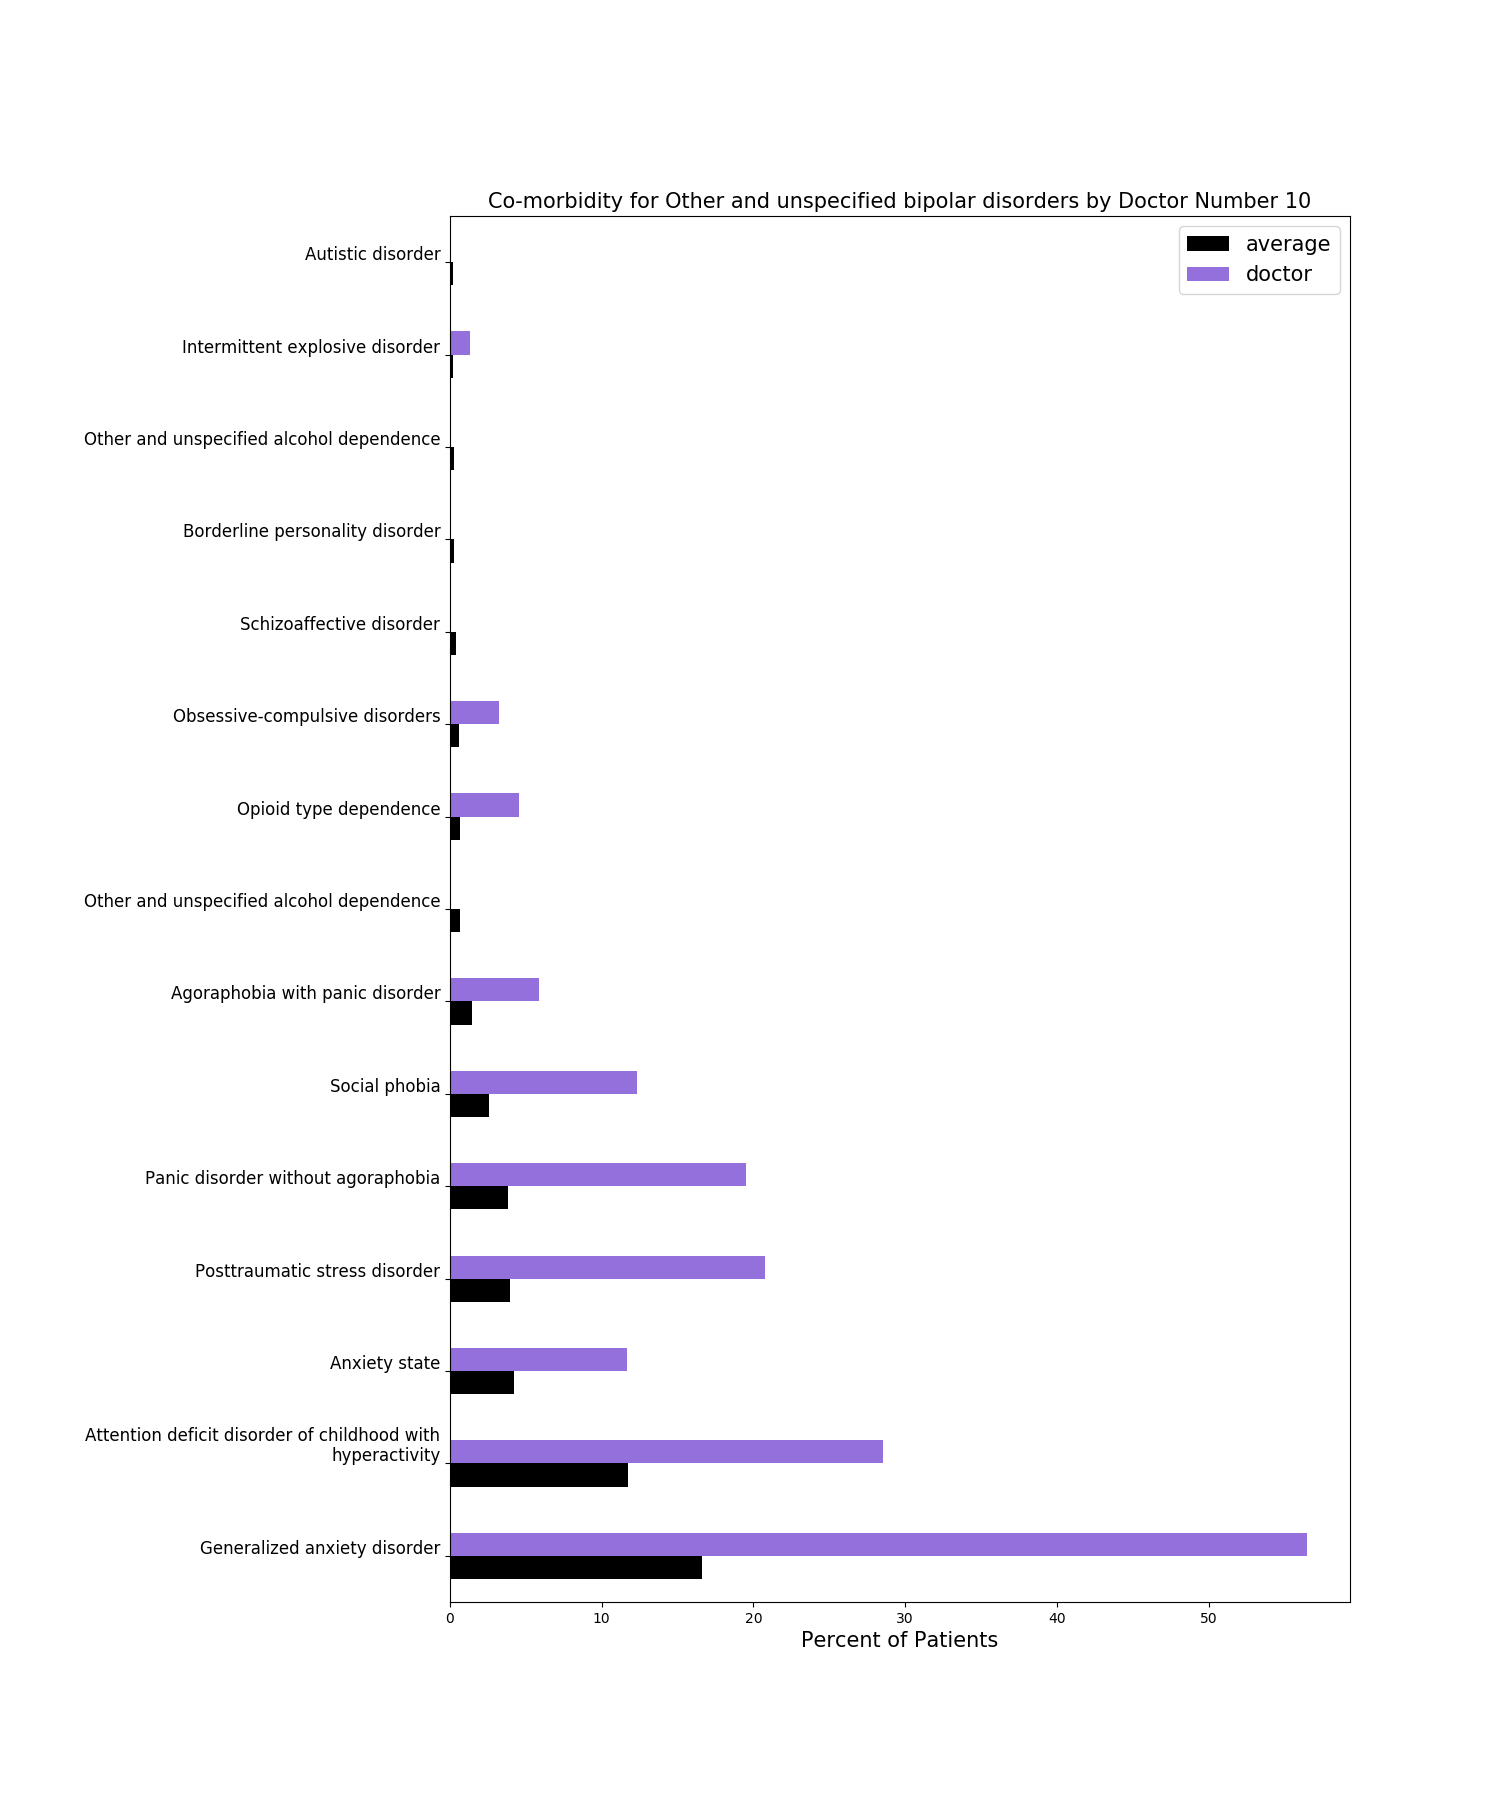 Co-morbidity for Other and unspecified bipolar disorders by Doctor Number 10
average
doctor
Autistic disorder
Intermittent explosive disorder
Other and unspecified alcohol dependence
Borderline personality disorder
Schizoaffective disorder
Obsessive-compulsive disorders
Opioid type dependence
Other and unspecified alcohol dependence
Agoraphobia with panic disorder
Social phobia
Panic disorder without agoraphobia
Posttraumatic stress disorder
Anxiety state
Attention deficit disorder of childhood with
hyperactivity
Generalized anxiety disorder
0 10 20 30 40 50
Percent of Patients